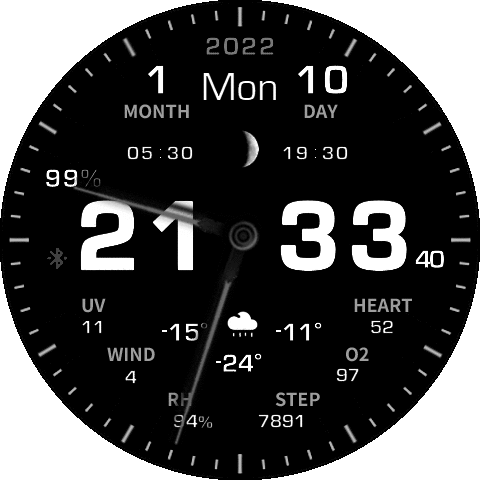 2022
1 Mon 10
MONTH DAY
05:30 19:30
99%
21 33 40
UV HEART
11 -15° -11° 52
WIND -24° O2
4 97
RH STEP
94% 7891